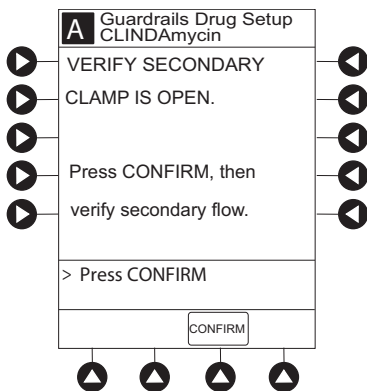 A Guardrails Drug Setup
CLINDAmycin
VERIFY SECONDARY
CLAMP IS OPEN.
Press CONFIRM, then
verify secondary flow.
> Press CONFIRM
CONFIRM